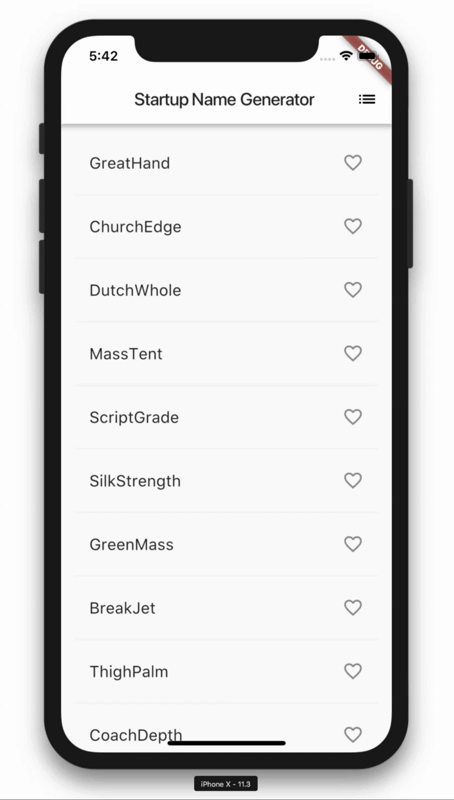 5:42
DEBUG
Startup Name Generator
GreatHand
ChurchEdge
DutchWhole
MassTent
ScriptGrade
SilkStrength
GreenMass
BreakJet
ThighPalm
CoachDepth
iPhone X - 11.3